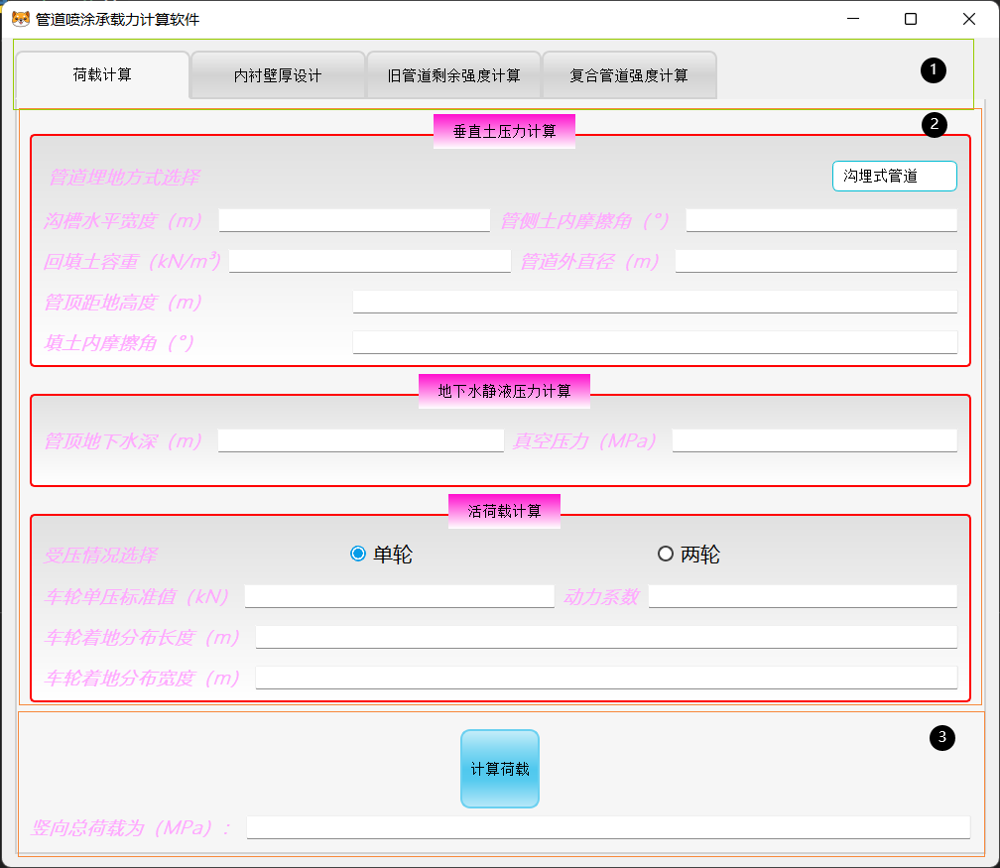 管道喷涂承载力计算软件
荷载计算 内衬壁厚设计 旧管道剩余强度计算 复合管道强度计算 1
2
垂直土压力计算
管道埋地方式选择 沟埋式管道
沟槽水平宽度（m） 管侧土内摩擦角（°）
回填土容重（kN/m³） 管道外直径（m）
管顶距地高度（m）
填土内摩擦角（°）
地下水静液压力计算
管顶地下水深（m） 真空压力（MPa）
活荷载计算
受压情况选择 单轮 两轮
车轮单压标准值（kN） 动力系数
车轮着地分布长度（m）
车轮着地分布宽度（m）
3
计算荷载
竖向总荷载为（MPa）：